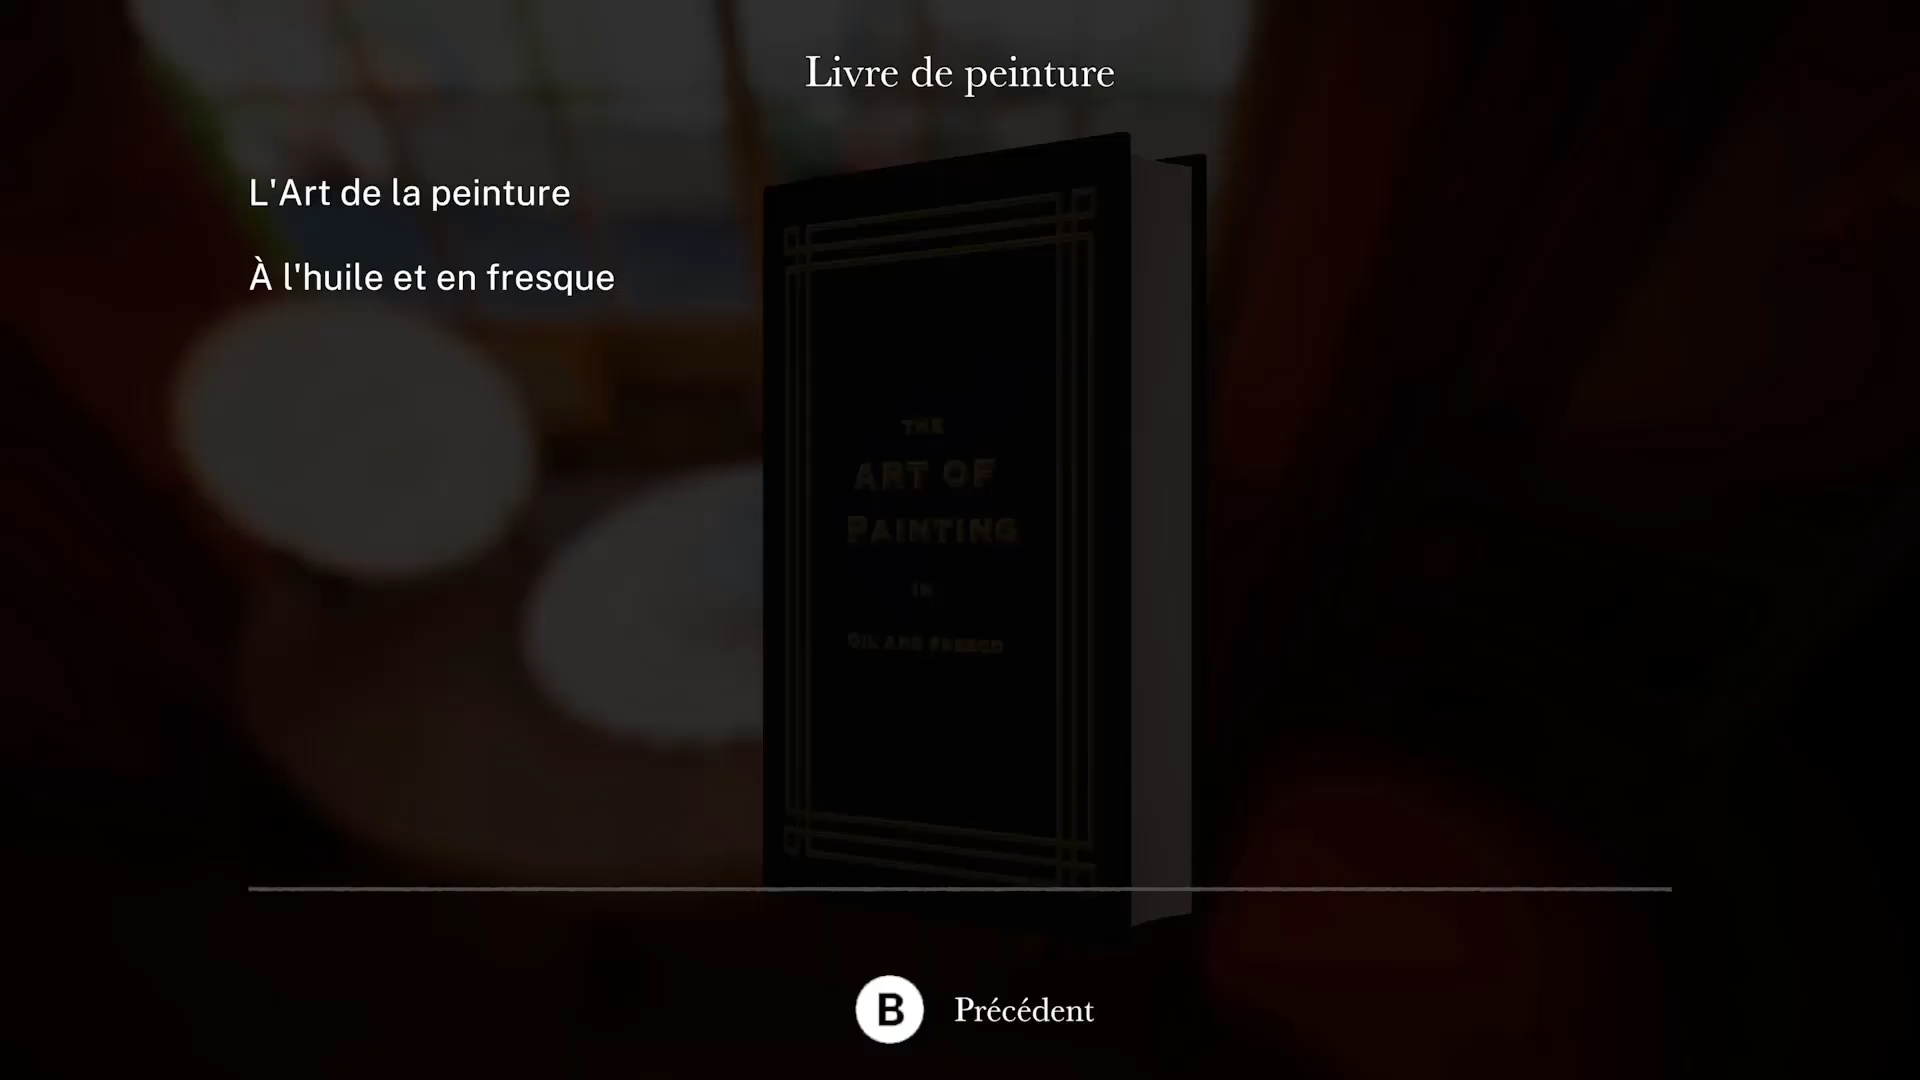 Livre de peinture
L'Art de la peinture
À l'huile et en fresque
THE
ART OF
PAINTING
IN
OIL AND FRESCO
B Précédent